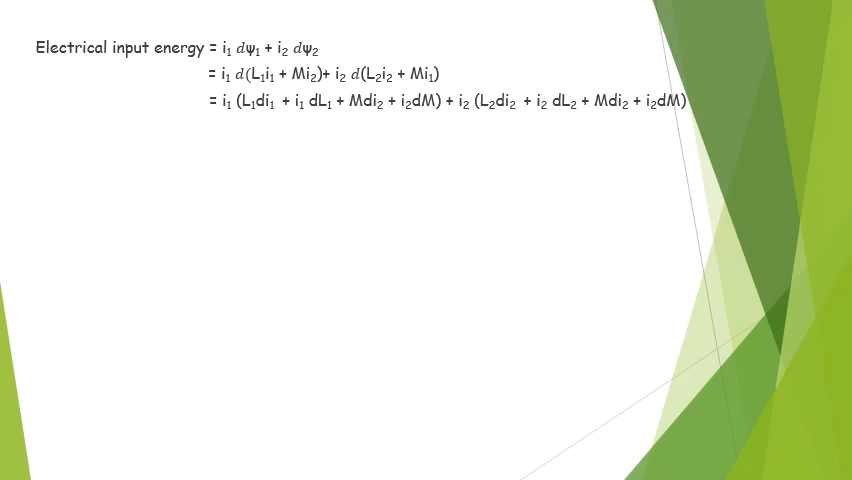 Electrical input energy = i₁ 𝑑ψ₁ + i₂ 𝑑ψ₂
= i₁ 𝑑(L₁i₁ + Mi₂)+ i₂ 𝑑(L₂i₂ + Mi₁)
= i₁ (L₁di₁ + i₁ dL₁ + Mdi₂ + i₂dM) + i₂ (L₂di₂ + i₂ dL₂ + Mdi₂ + i₂dM)